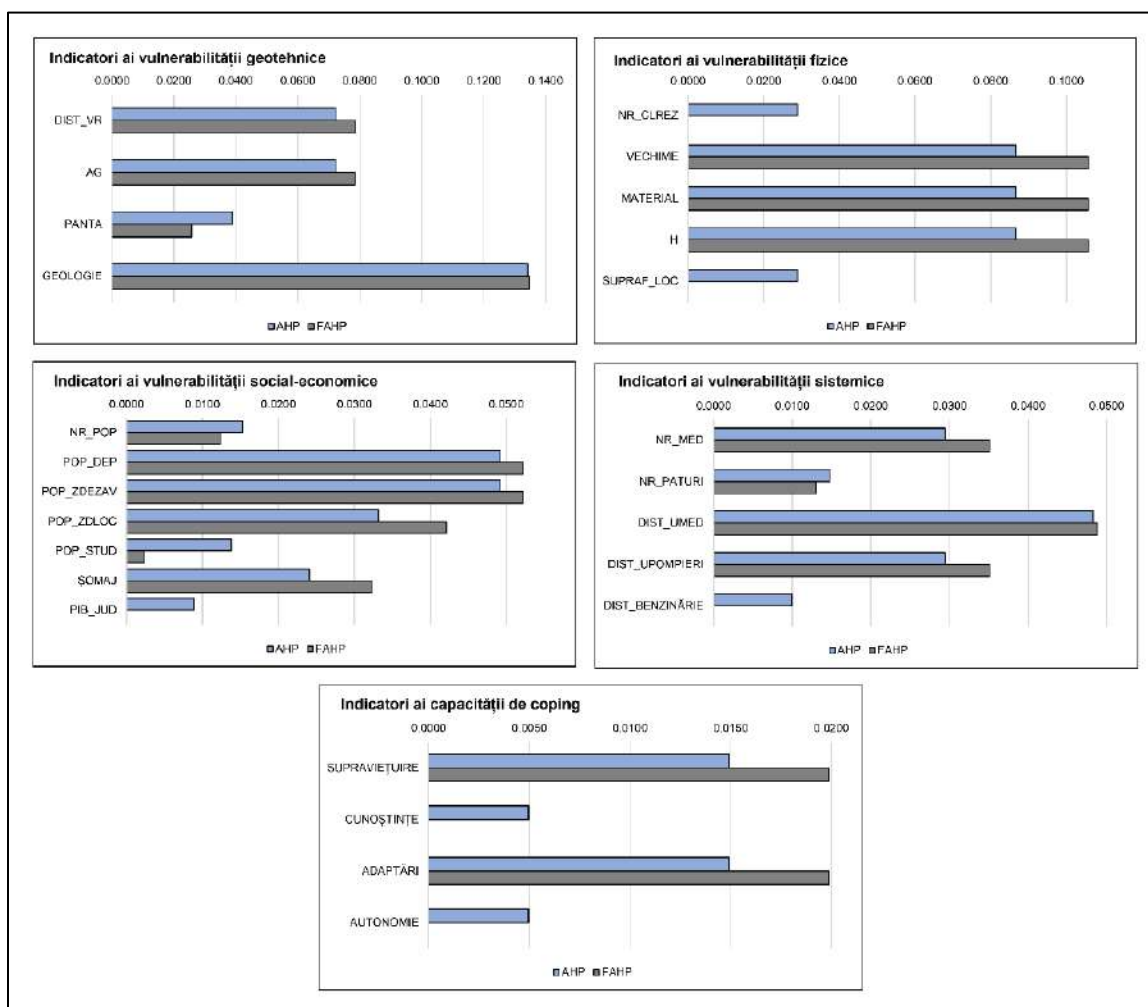 Indicatori ai vulnerabilității geotehnice
0.0000 0.0200 0.0400 0.0600 0.0800 0.1000 0.1200 0.1400
DIST_VR
AG
PANTA
GEOLOGIE
AHP FAHP
Indicatori ai vulnerabilității fizice
0.0000 0.0200 0.0400 0.0600 0.0800 0.1000
NR_CLREZ
VECHIME
MATERIAL
H
SUPRAF_LOC
AHP FAHP
Indicatori ai vulnerabilității social-economice
0.0000 0.0100 0.0200 0.0300 0.0400 0.0500
NR_POP
POP_DEP
POP_ZDEZAV
POP_ZDLOC
POP_STUD
ȘOMAJ
PIB_JUD
AHP FAHP
Indicatori ai vulnerabilității sistemice
0.0000 0.0100 0.0200 0.0300 0.0400 0.0500
NR_MED
NR_PATURI
DIST_UMED
DIST_UPOMPIERI
DIST_BENZINĂRIE
AHP FAHP
Indicatori ai capacității de coping
0.0000 0.0050 0.0100 0.0150 0.0200
SUPRAVIEȚUIRE
CUNOȘTINȚE
ADAPTĂRI
AUTONOMIE
AHP FAHP